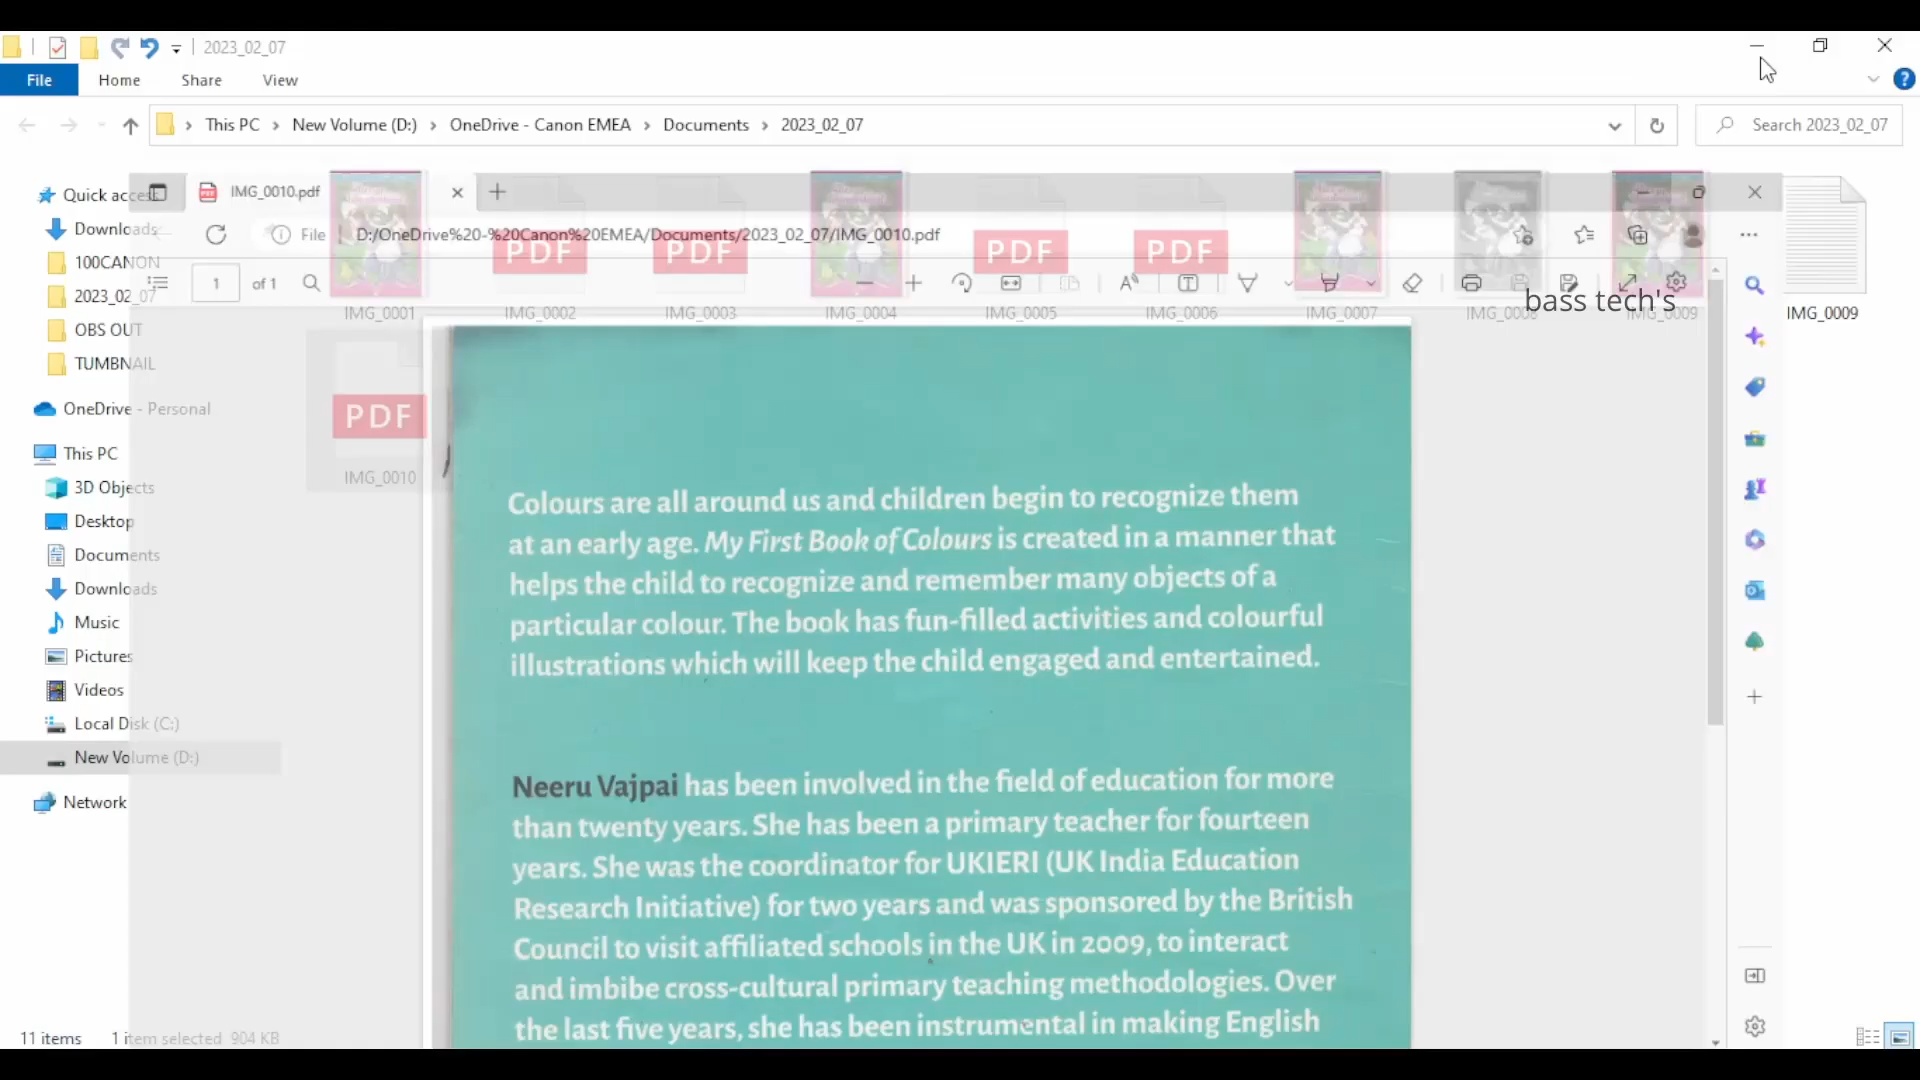 2023_02_07
File
Home
Share
View
This PC
New Volume (D:)
OneDrive - Canon EMEA
Documents
2023_02_07
Search 2023_02_07
Quick access
Downloads
100CANON
2023_02_07
OBS OUT
TUMBNAIL
OneDrive - Personal
This PC
3D Objects
Desktop
Documents
Downloads
Music
Pictures
Videos
Local Disk (C:)
New Volume (D:)
Network
11 items
1 item selected 904 KB
IMG_0010.pdf
File
D:/OneDrive%20-%20Canon%20EMEA/Documents/2023_02_07/IMG_0010.pdf
1
of 1
PDF
PDF
PDF
PDF
IMG_0001
IMG_0002
IMG_0003
IMG_0004
IMG_0005
IMG_0006
IMG_0007
IMG_0008
IMG_0009
IMG_0009
bass tech's
PDF
IMG_0010
Colours are all around us and children begin to recognize them
at an early age. My First Book of Colours is created in a manner that
helps the child to recognize and remember many objects of a
particular colour. The book has fun-filled activities and colourful
illustrations which will keep the child engaged and entertained.
Neeru Vajpai has been involved in the field of education for more
than twenty years. She has been a primary teacher for fourteen
years. She was the coordinator for UKIERI (UK India Education
Research Initiative) for two years and was sponsored by the British
Council to visit affiliated schools in the UK in 2009, to interact
and imbibe cross-cultural primary teaching methodologies. Over
the last five years, she has been instrumental in making English